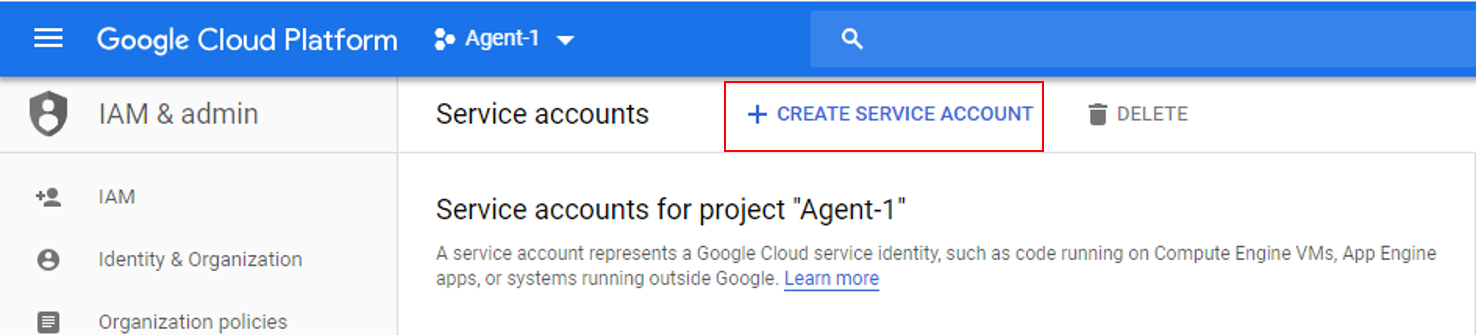 Google Cloud Platform Agent-1
IAM & admin
Service accounts
CREATE SERVICE ACCOUNT
DELETE
IAM
Identity & Organization
Organization policies
Service accounts for project "Agent-1"
A service account represents a Google Cloud service identity, such as code running on Compute Engine VMs, App Engine
apps, or systems running outside Google. Learn more